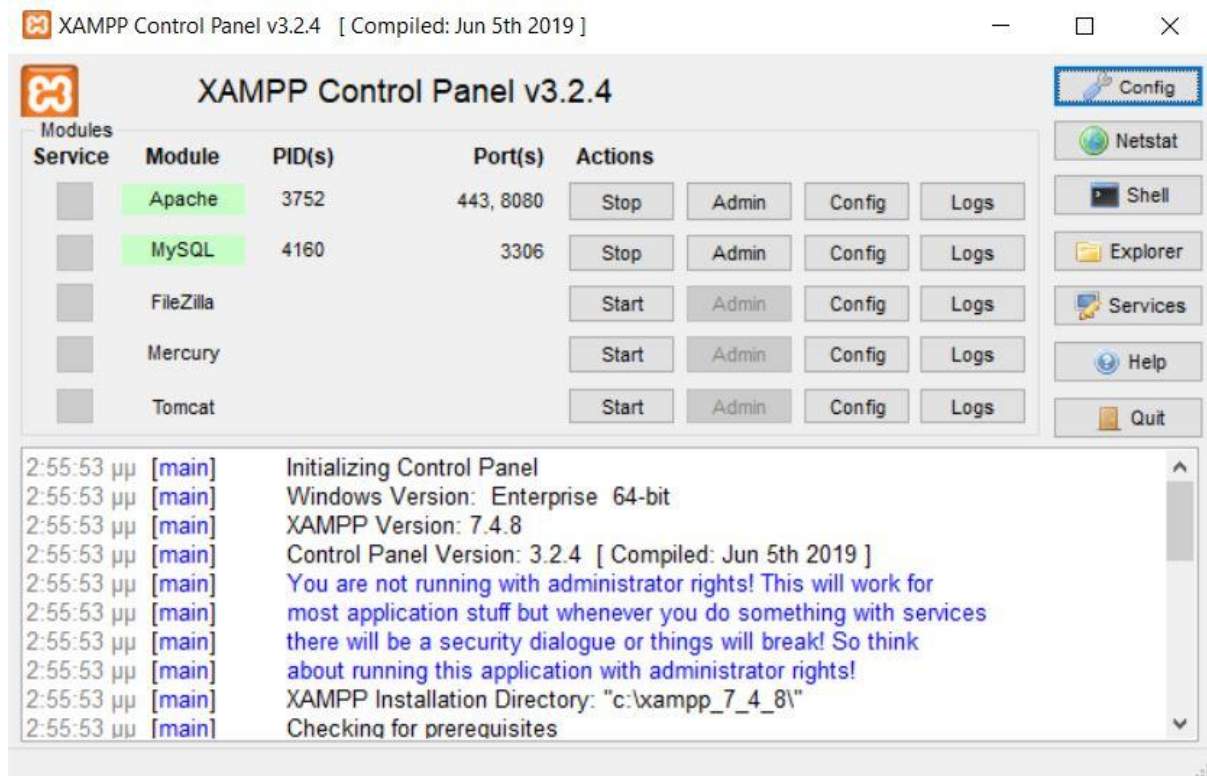 XAMPP Control Panel v3.2.4 [ Compiled: Jun 5th 2019 ]
XAMPP Control Panel v3.2.4
Config
Modules
Service Module PID(s) Port(s) Actions
Netstat
Apache 3752 443, 8080 Stop Admin Config Logs
Shell
MySQL 4160 3306 Stop Admin Config Logs
Explorer
FileZilla Start Admin Config Logs
Services
Mercury Start Admin Config Logs
Help
Tomcat Start Admin Config Logs
Quit
2:55:53 μμ [main] Initializing Control Panel
2:55:53 μμ [main] Windows Version: Enterprise 64-bit
2:55:53 μμ [main] XAMPP Version: 7.4.8
2:55:53 μμ [main] Control Panel Version: 3.2.4 [ Compiled: Jun 5th 2019 ]
2:55:53 μμ [main] You are not running with administrator rights! This will work for
2:55:53 μμ [main] most application stuff but whenever you do something with services
2:55:53 μμ [main] there will be a security dialogue or things will break! So think
2:55:53 μμ [main] about running this application with administrator rights!
2:55:53 μμ [main] XAMPP Installation Directory: "c:\xampp_7_4_8\"
2:55:53 μμ [main] Checking for prerequisites